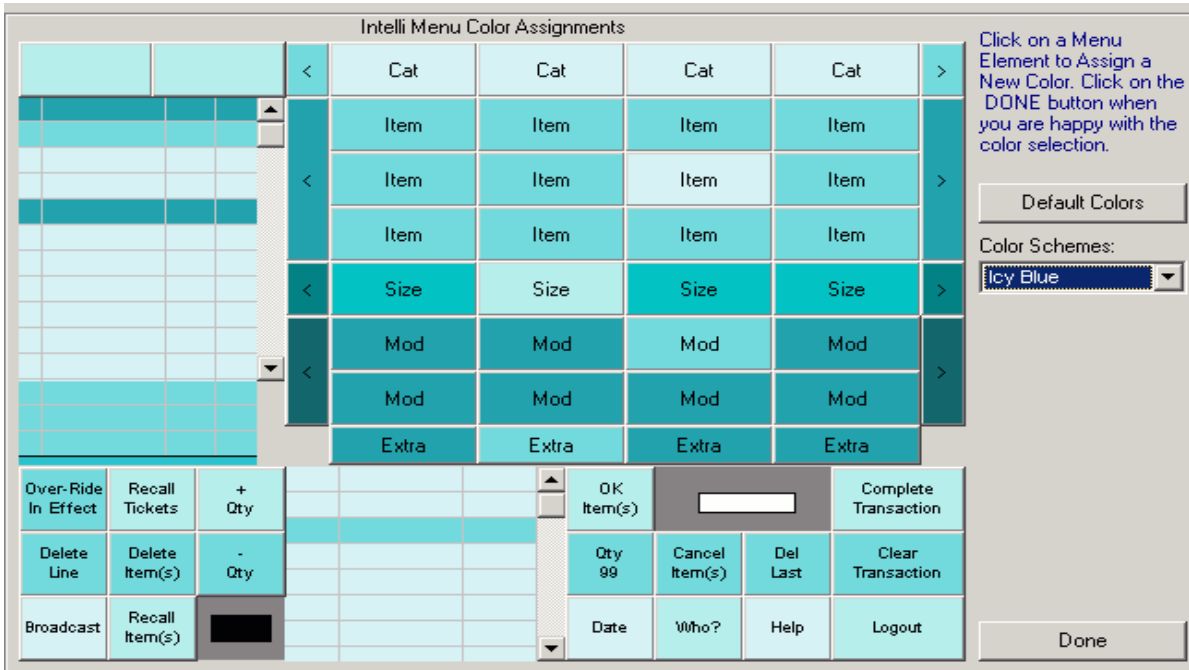 Intelli Menu Color Assignments
< Cat Cat Cat Cat >
Item Item Item Item
< Item Item Item Item >
Item Item Item Item
< Size Size Size Size >
Mod Mod Mod Mod
< >
Mod Mod Mod Mod
Extra Extra Extra Extra
Click on a Menu
Element to Assign a
New Color. Click on the
DONE button when
you are happy with the
color selection.
Default Colors
Color Schemes:
Icy Blue
Over-Ride
In Effect
Recall
Tickets
+
Qty
OK
Item(s)
Complete
Transaction
Delete
Line
Delete
Item(s)
-
Qty
Qty
99
Cancel
Item(s)
Del
Last
Clear
Transaction
Broadcast
Recall
Item(s)
Date
Who?
Help
Logout
Done